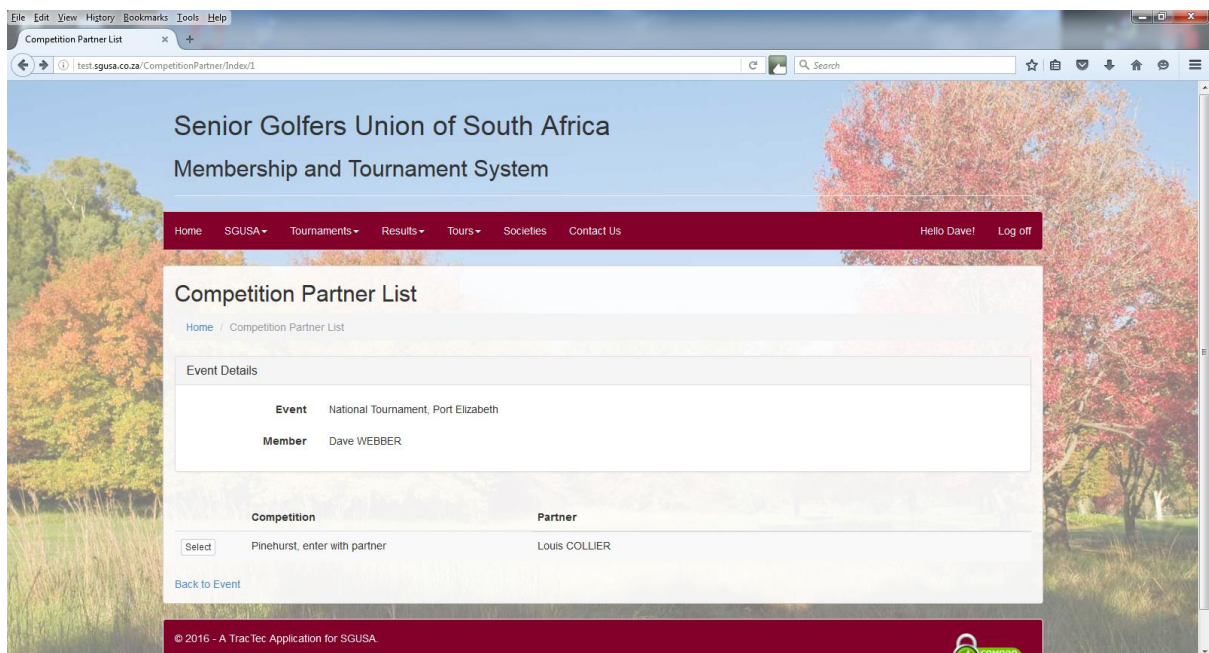 File Edit View History Bookmarks Tools Help
Competition Partner List × +
test.sgusa.co.za/CompetitionPartner/Index/1 Search
Senior Golfers Union of South Africa
Membership and Tournament System
Home SGUSA Tournaments Results Tours Societies Contact Us Hello Dave! Log off
Competition Partner List
Home / Competition Partner List
Event Details
Event National Tournament, Port Elizabeth
Member Dave WEBBER
Competition Partner
Select Pinehurst, enter with partner Louis COLLIER
Back to Event
© 2016 - A TracTec Application for SGUSA.